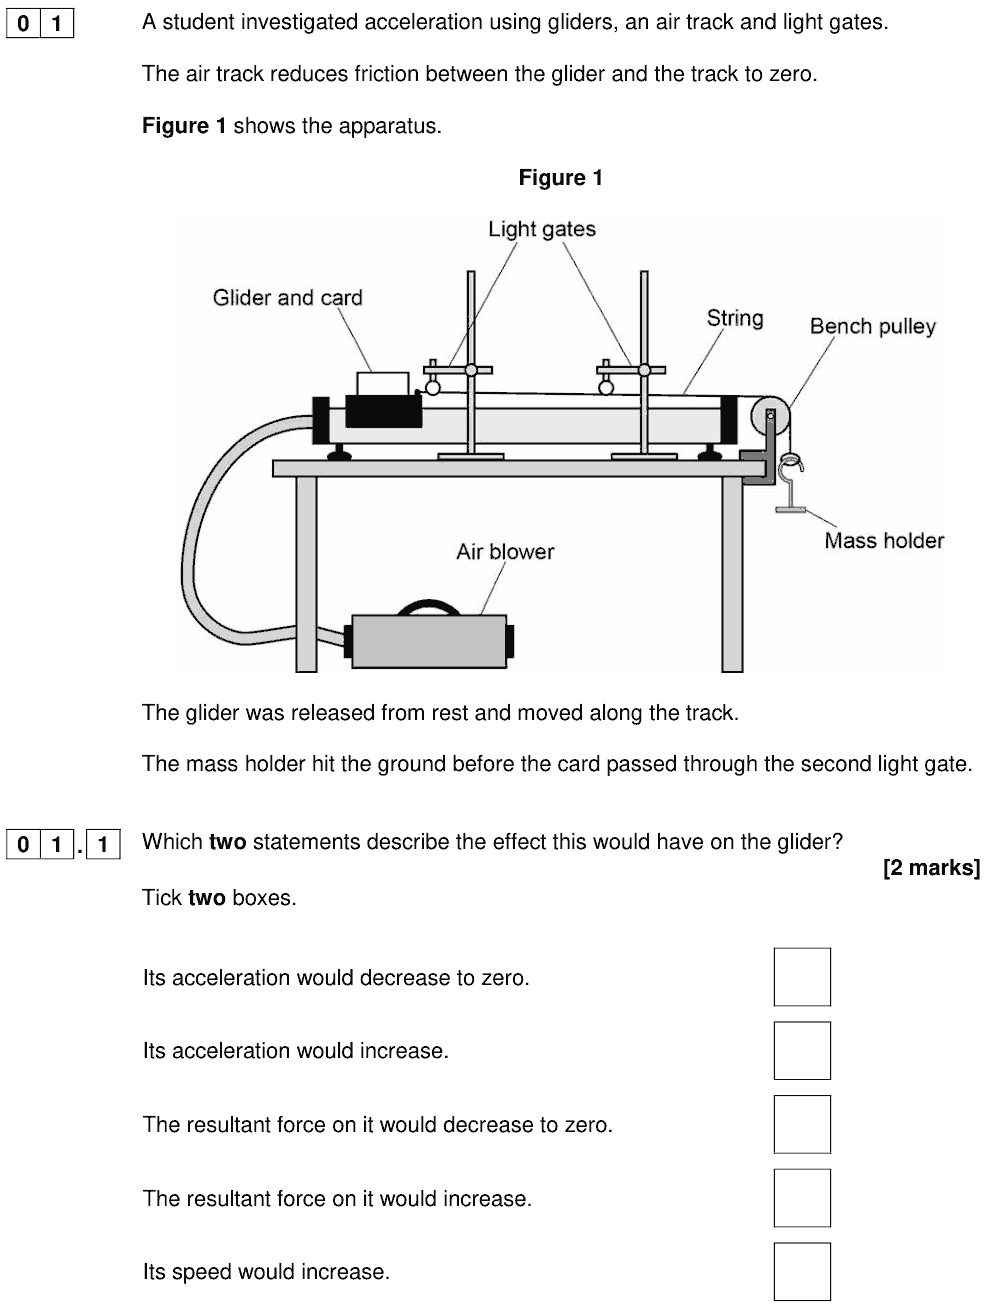 0 1 A student investigated acceleration using gliders, an air track and light gates.
The air track reduces friction between the glider and the track to zero.
Figure 1 shows the apparatus.
Figure 1
Light gates
Glider and card
String
Bench pulley
Mass holder
Air blower
The glider was released from rest and moved along the track.
The mass holder hit the ground before the card passed through the second light gate.
0 1 . 1 Which two statements describe the effect this would have on the glider?
[2 marks]
Tick two boxes.
Its acceleration would decrease to zero.
Its acceleration would increase.
The resultant force on it would decrease to zero.
The resultant force on it would increase.
Its speed would increase.